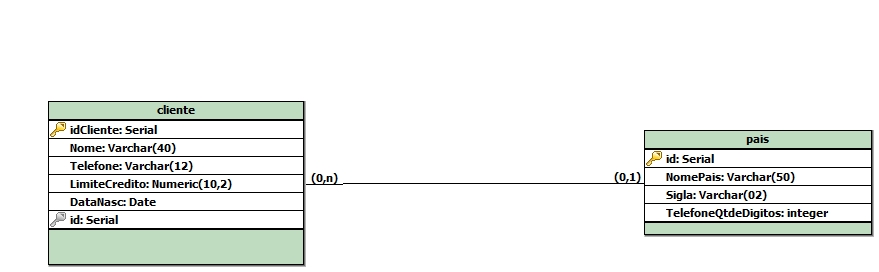 cliente
idCliente: Serial
Nome: Varchar(40)
Telefone: Varchar(12)
LimiteCredito: Numeric(10,2)
DataNasc: Date
id: Serial
(0,n)
(0,1)
pais
id: Serial
NomePais: Varchar(50)
Sigla: Varchar(02)
TelefoneQtdeDigitos: integer